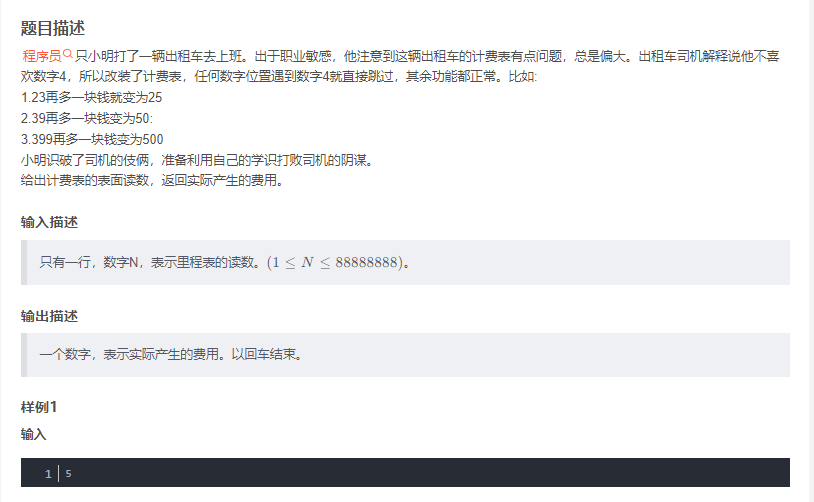 题目描述
程序员只小明打了一辆出租车去上班。出于职业敏感，他注意到这辆出租车的计费表有点问题，总是偏大。出租车司机解释说他不喜
欢数字4，所以改装了计费表，任何数字位置遇到数字4就直接跳过，其余功能都正常。比如:
1.23再多一块钱就变为25
2.39再多一块钱变为50:
3.399再多一块钱变为500
小明识破了司机的伎俩，准备利用自己的学识打败司机的阴谋。
给出计费表的表面读数，返回实际产生的费用。
输入描述
只有一行，数字N，表示里程表的读数。(1 ≤ N ≤ 88888888)。
输出描述
一个数字，表示实际产生的费用。以回车结束。
样例1
输入
1 5